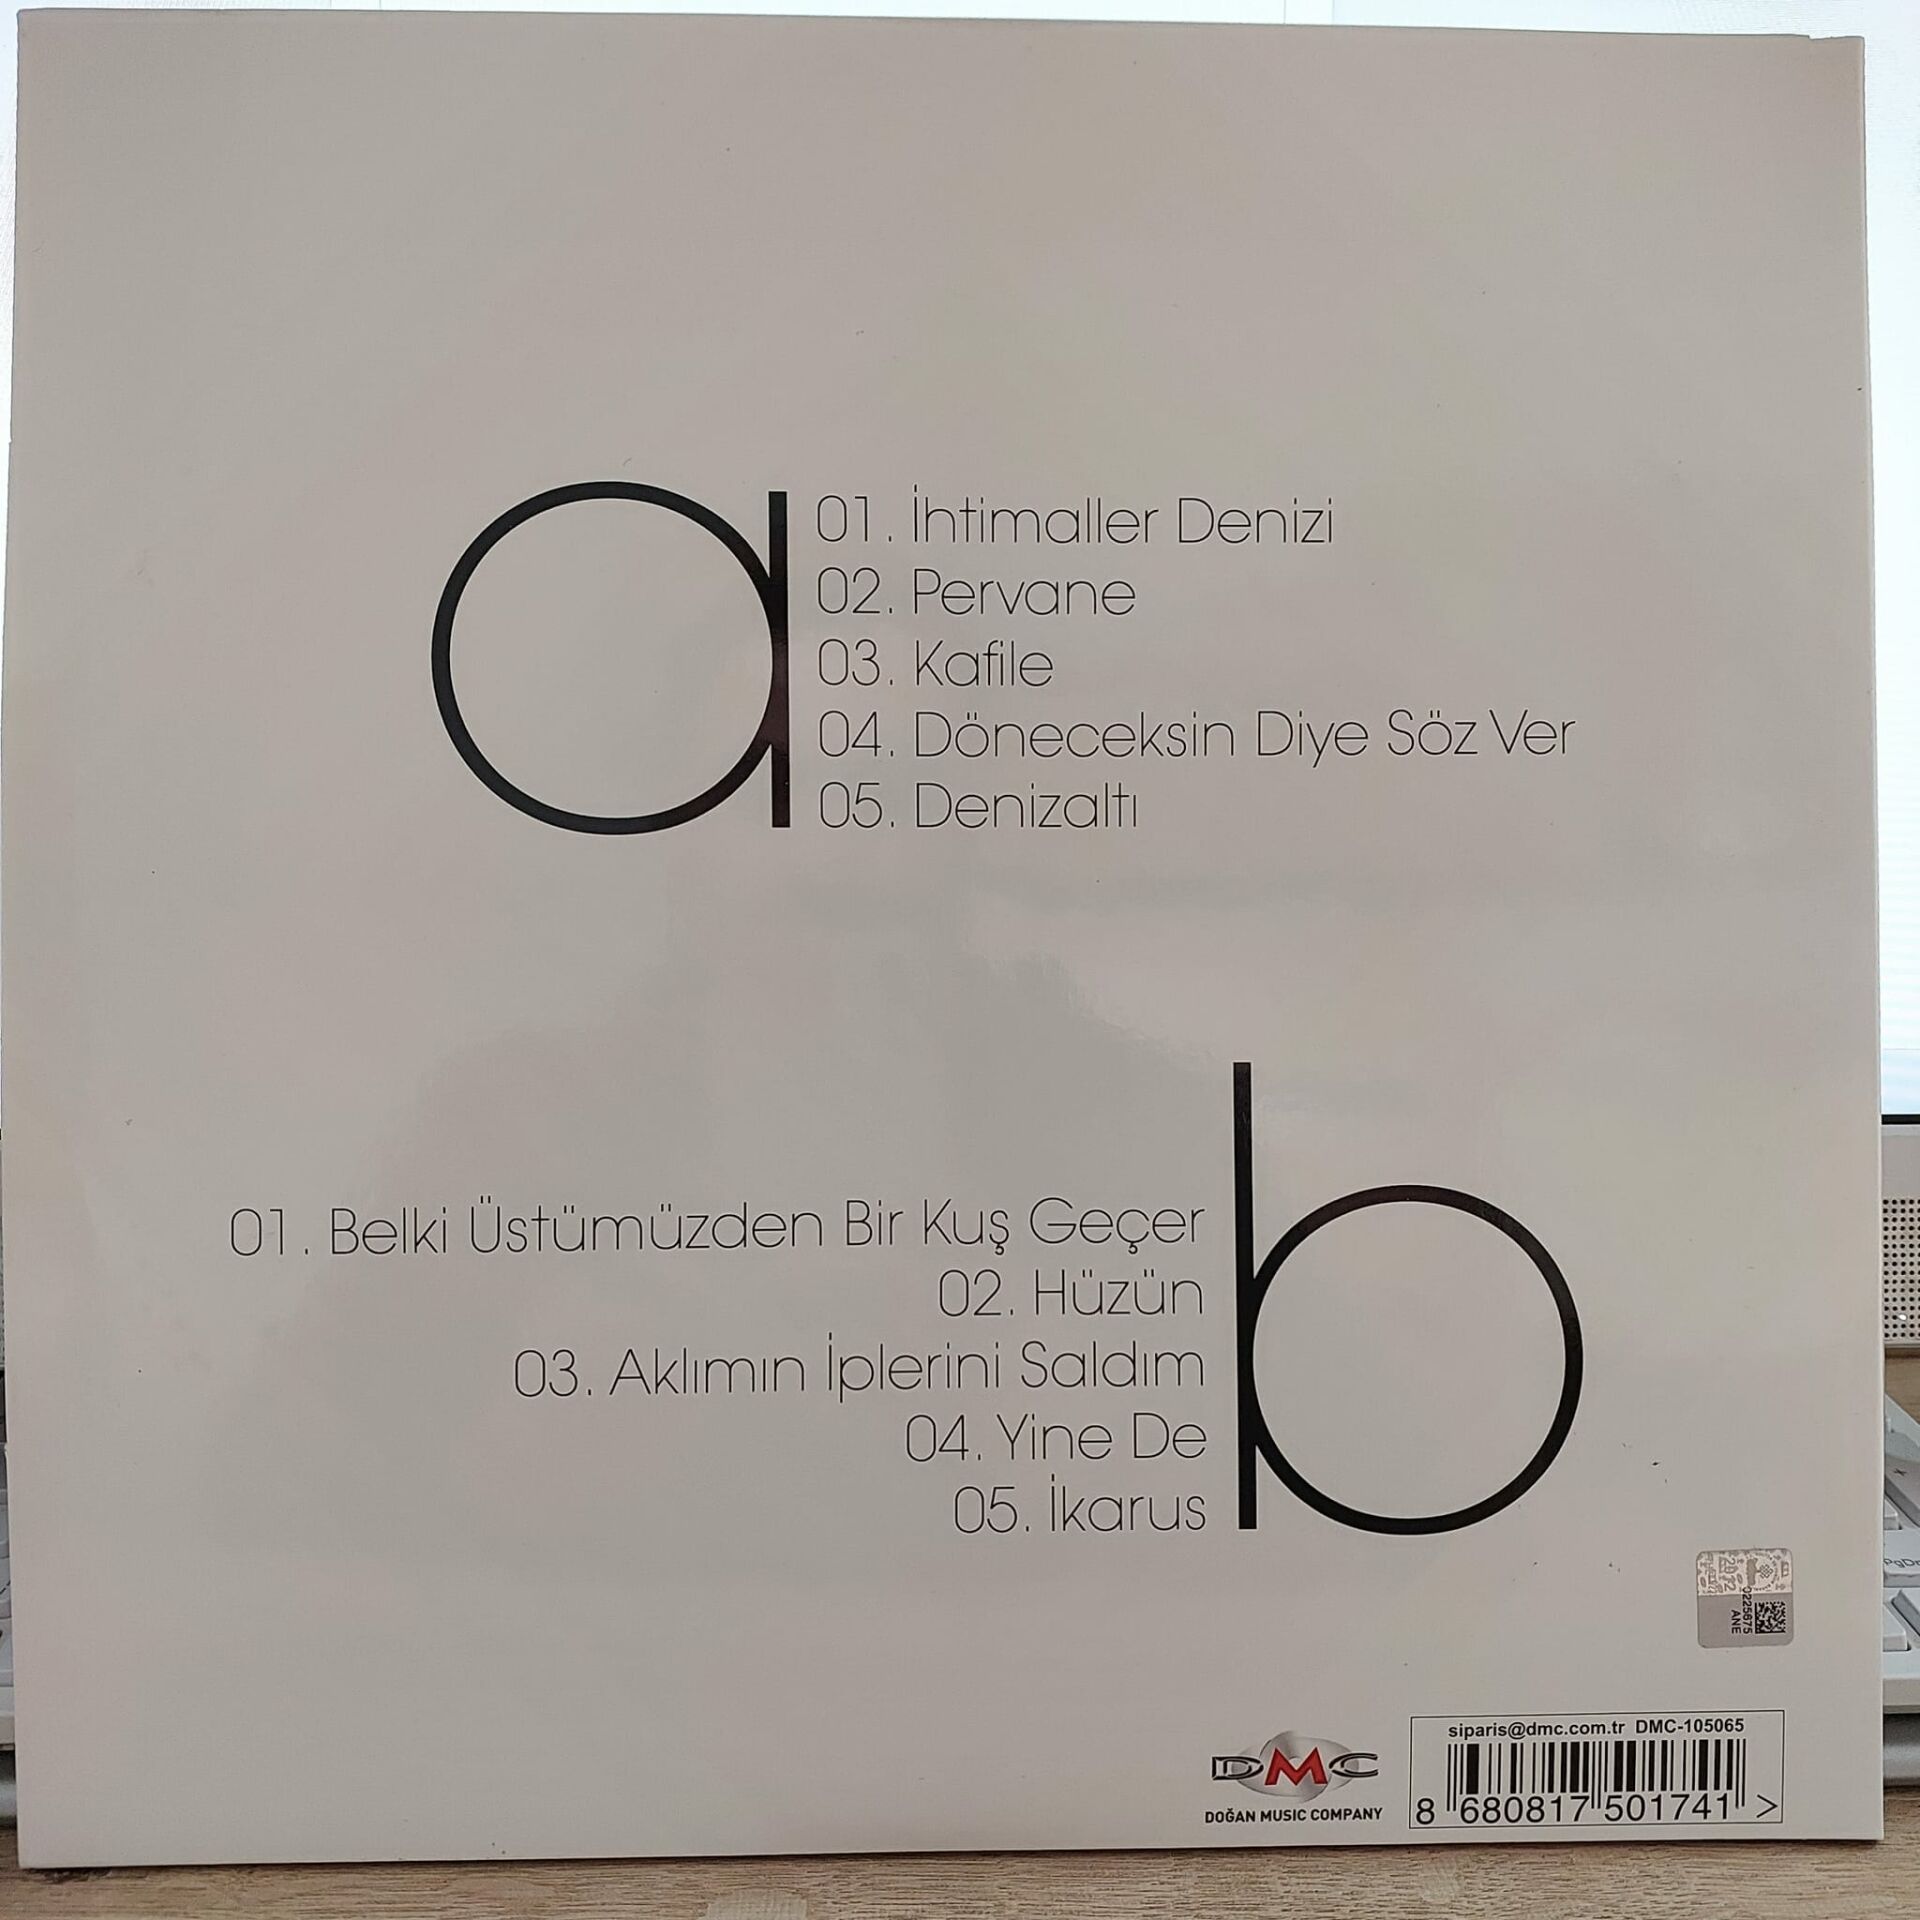 a
01. İhtimaller Denizi
02. Pervane
03. Kafile
04. Döneceksin Diye Söz Ver
05. Denizaltı
b
01. Belki Üstümüzden Bir Kuş Geçer
02. Hüzün
03. Aklımın İplerini Saldım
04. Yine De
05. İkarus
0225675
ANE
DMC
DOĞAN MUSIC COMPANY
siparis@dmc.com.tr DMC-105065
8 680817 501741 >